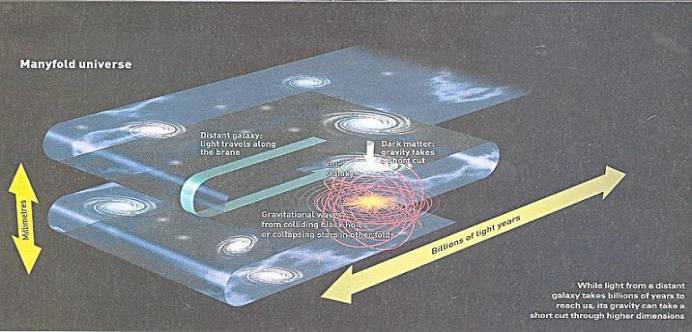 Manyfold universe
Distant galaxy:
light travels along
the brane
Dark matter:
gravity takes
a short cut
Our
galaxy
Gravitational waves
from colliding black holes
or collapsing stars in other folds
Millimetres
Billions of light years
While light from a distant
galaxy takes billions of years to
reach us, its gravity can take a
short cut through higher dimensions